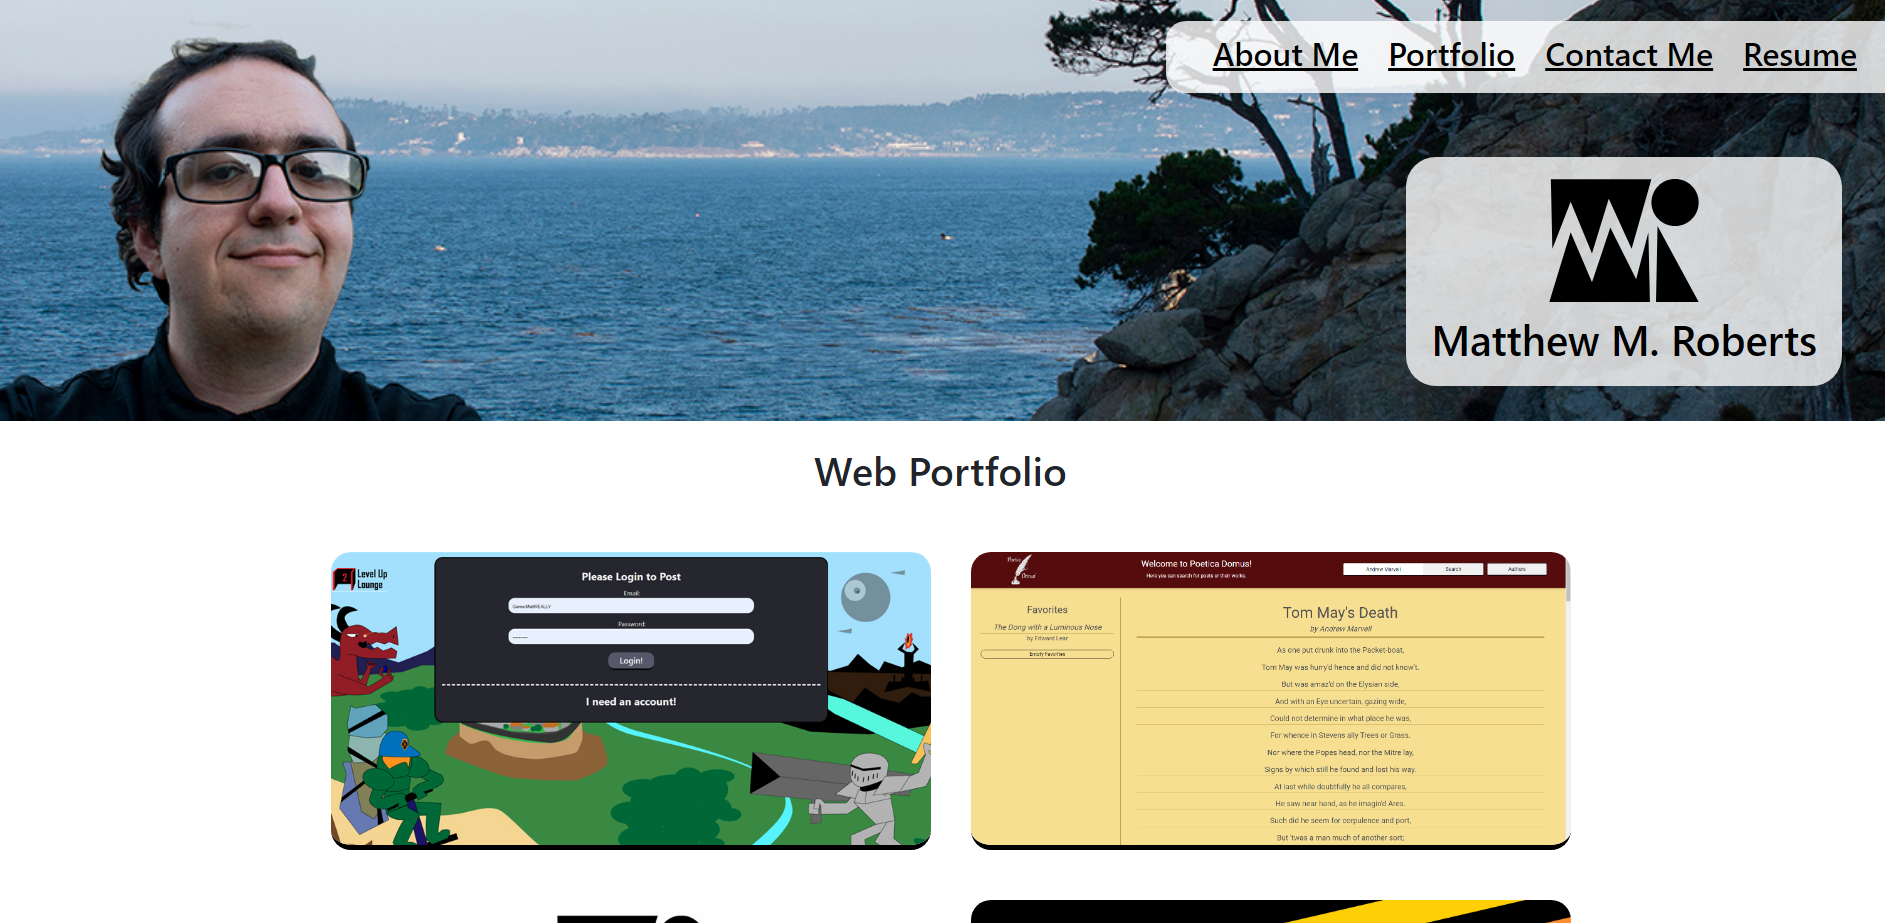 About Me Portfolio Contact Me Resume
Matthew M. Roberts
Web Portfolio
2 Level Up
Lounge
Please Login to Post
Email:
GamerMattREALLY
Password:
Login!
I need an account!
Poetica
Domus
Welcome to Poetica Domus!
Here you can search for poets or their works.
Andrew Marvell Search Authors
Favorites
The Dong with a Luminous Nose
by Edward Lear
Empty Favorites
Tom May's Death
by Andrew Marvell
As one put drunk into the Packet-boat,
Tom May was hurry'd hence and did not know't.
But was amaz'd on the Elysian side,
And with an Eye uncertain, gazing wide,
Could not determine in what place he was,
For whence in Stevens ally Trees or Grass.
Nor where the Popes head, nor the Mitre lay,
Signs by which still he found and lost his way.
At last while doubtfully he all compares,
He saw near hand, as he imagin'd Ares.
Such did he seem for corpulence and port,
But 'twas a man much of another sort;